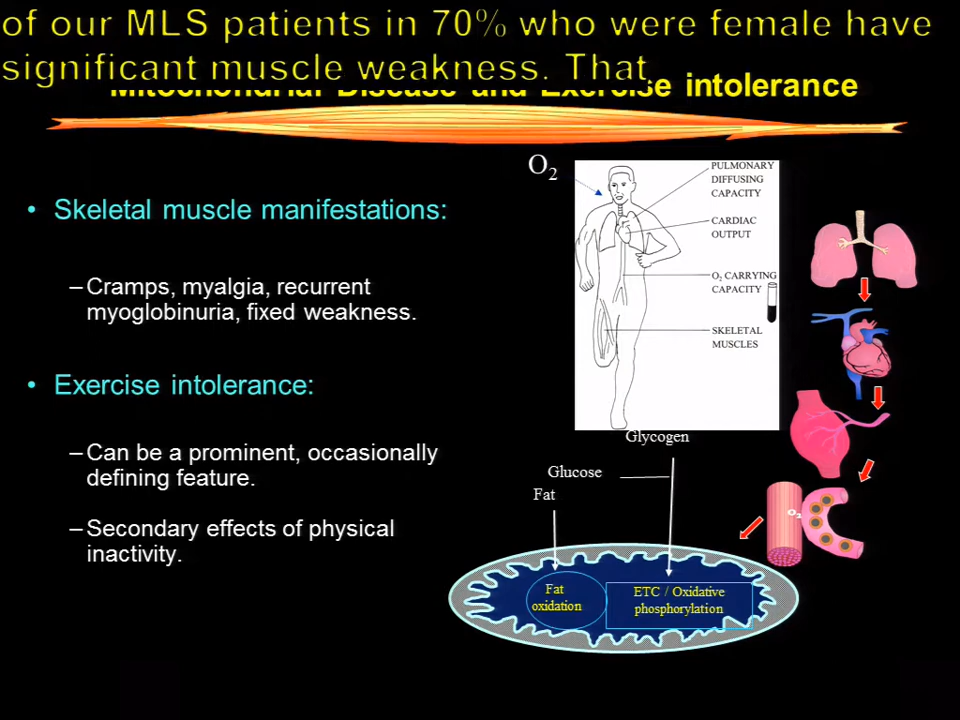 of our MLS patients in 70% who were female have
significant muscle weakness. That
Mitochondrial Disease and Exercise intolerance
• Skeletal muscle manifestations:
– Cramps, myalgia, recurrent
myoglobinuria, fixed weakness.
• Exercise intolerance:
– Can be a prominent, occasionally
defining feature.
– Secondary effects of physical
inactivity.
O₂
PULMONARY
DIFFUSING
CAPACITY
CARDIAC
OUTPUT
O₂ CARRYING
CAPACITY
SKELETAL
MUSCLES
Glycogen
Glucose
Fat
O₂
Fat
oxidation
ETC / Oxidative
phosphorylation